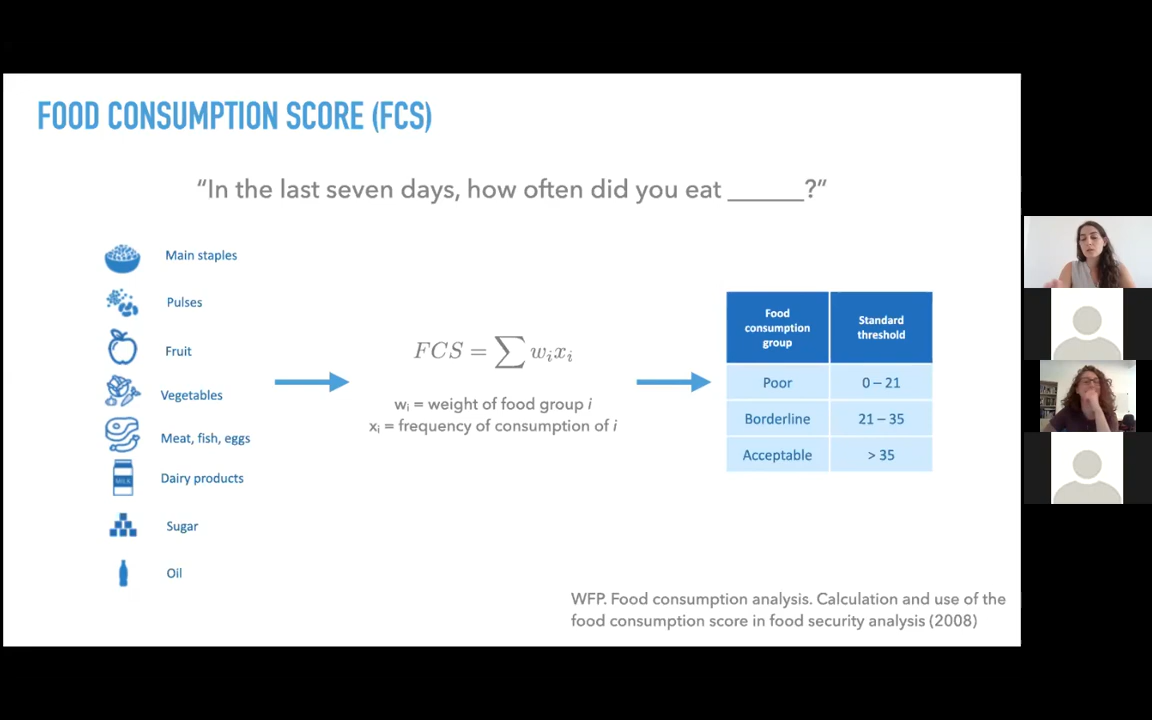 FOOD CONSUMPTION SCORE (FCS)
“In the last seven days, how often did you eat ______?”
Main staples
Pulses
Fruit
Vegetables
Meat, fish, eggs
Dairy products
Sugar
Oil
MILK
FCS = ∑ wᵢxᵢ
wᵢ = weight of food group i
xᵢ = frequency of consumption of i
Food consumption group
Standard threshold
Poor
0 – 21
Borderline
21 – 35
Acceptable
> 35
WFP. Food consumption analysis. Calculation and use of the
food consumption score in food security analysis (2008)